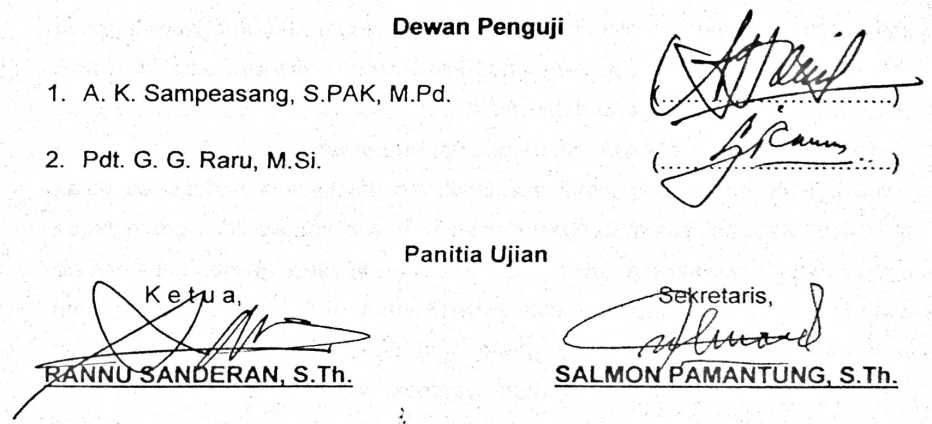 Dewan Penguji
1. A. K. Sampeasang, S.PAK, M.Pd. (....................................)
2. Pdt. G. G. Raru, M.Si. (....................................)
Panitia Ujian
K e t u a, Sekretaris,
RANNU SANDERAN, S.Th. SALMON PAMANTUNG, S.Th.